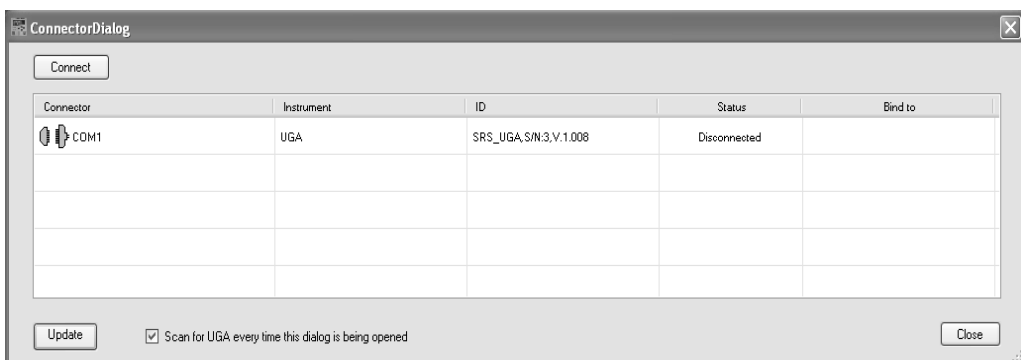 ConnectorDialog
Connect
Connector Instrument ID Status Bind to
COM1 UGA SRS_UGA,S/N:3,V.1.008 Disconnected
Update Scan for UGA every time this dialog is being opened Close